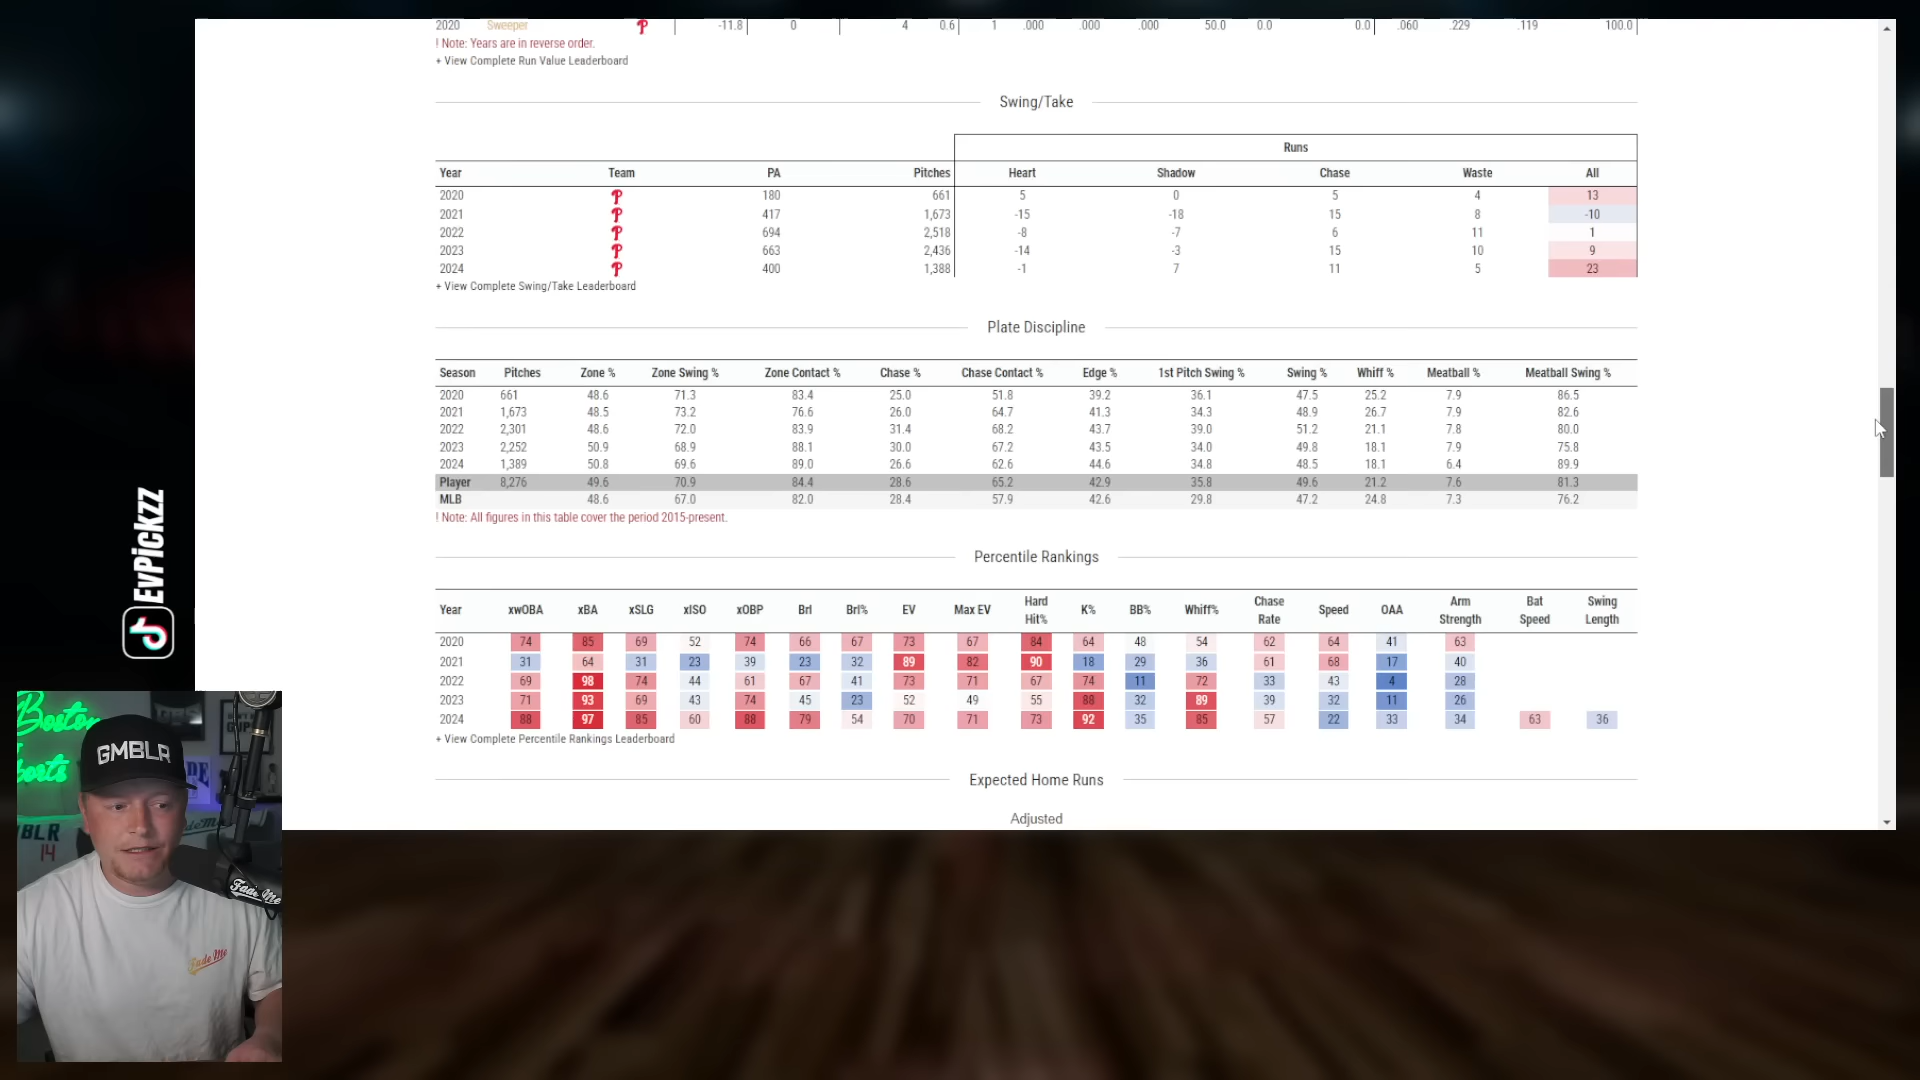 2020 Sweeper -11.8 0 4 0.6 1 .000 .000 .000 50.0 0.0 0.0 .060 .229 .119 100.0
! Note: Years are in reverse order.
+ View Complete Run Value Leaderboard
Swing/Take
Runs
Year Team PA Pitches Heart Shadow Chase Waste All
2020 P 180 661 5 0 5 4 13
2021 P 417 1,673 -15 -18 15 8 -10
2022 P 694 2,518 -8 -7 6 11 1
2023 P 663 2,436 -14 -3 15 10 9
2024 P 400 1,388 -1 7 11 5 23
+ View Complete Swing/Take Leaderboard
Plate Discipline
Season Pitches Zone % Zone Swing % Zone Contact % Chase % Chase Contact % Edge % 1st Pitch Swing % Swing % Whiff % Meatball % Meatball Swing %
2020 661 48.6 71.3 83.4 25.0 51.8 39.2 36.1 47.5 25.2 7.9 86.5
2021 1,673 48.5 73.2 76.6 26.0 64.7 41.3 34.3 48.9 26.7 7.9 82.6
2022 2,301 48.6 72.0 83.9 31.4 68.2 43.7 39.0 51.2 21.1 7.8 80.0
2023 2,252 50.9 68.9 88.1 30.0 67.2 43.5 34.0 49.8 18.1 7.9 75.8
2024 1,389 50.8 69.6 89.0 26.6 62.6 44.6 34.8 48.5 18.1 6.4 89.9
Player 8,276 49.6 70.9 84.4 28.6 65.2 42.9 35.8 49.6 21.2 7.6 81.3
MLB 48.6 67.0 82.0 28.4 57.9 42.6 29.8 47.2 24.8 7.3 76.2
! Note: All figures in this table cover the period 2015-present.
Percentile Rankings
Year xwOBA xBA xSLG xISO xOBP Brl Brl% EV Max EV Hard Hit% K% BB% Whiff% Chase Rate Speed OAA Arm Strength Bat Speed Swing Length
2020 74 85 69 52 74 66 67 73 67 84 64 48 54 62 64 41 63
2021 31 64 31 23 39 23 32 89 82 90 18 29 36 61 68 17 40
2022 69 98 74 44 61 67 41 73 71 67 74 11 72 33 43 4 28
2023 71 93 69 43 74 45 23 52 49 55 88 32 89 39 32 11 26
2024 88 97 85 60 88 79 54 70 71 73 92 35 85 57 22 33 34 63 36
+ View Complete Percentile Rankings Leaderboard
Expected Home Runs
Adjusted
EvPickzz
Boston
GMBLR
14
Fade Me
Fade Me